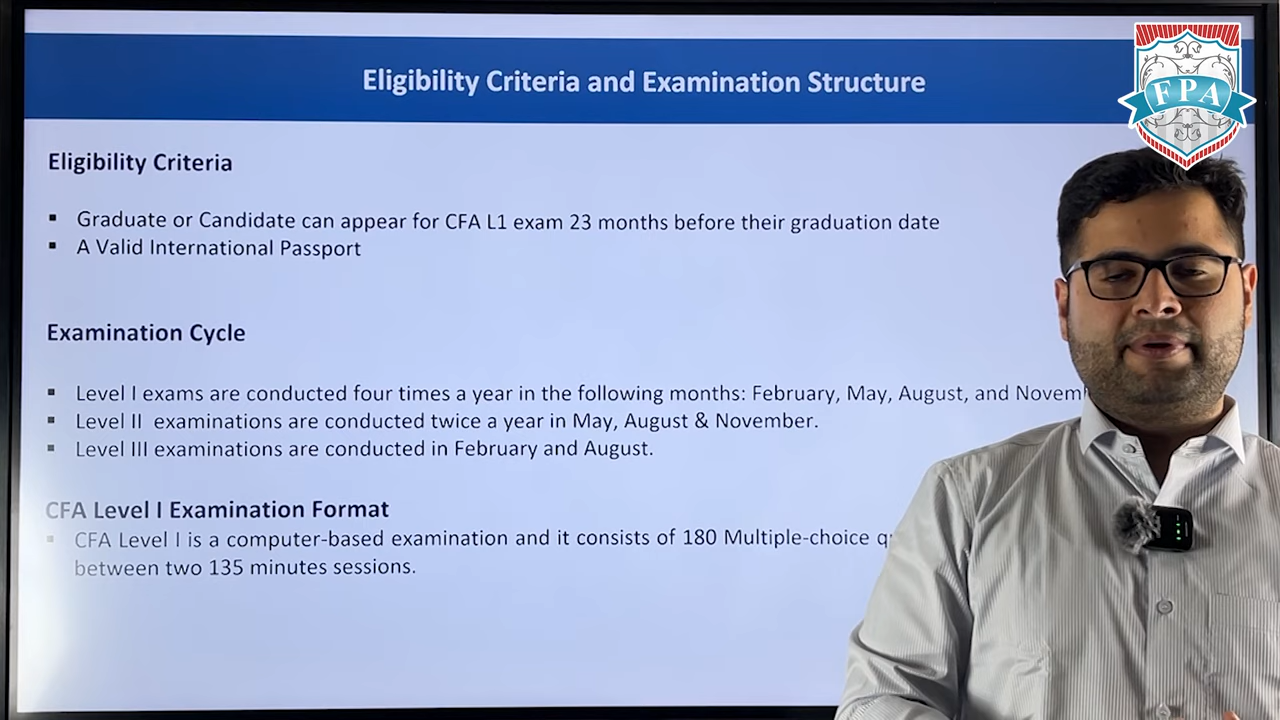 Eligibility Criteria and Examination Structure
FPA
Eligibility Criteria
▪ Graduate or Candidate can appear for CFA L1 exam 23 months before their graduation date
▪ A Valid International Passport
Examination Cycle
▪ Level I exams are conducted four times a year in the following months: February, May, August, and
▪ Level II examinations are conducted twice a year in May, August & November.
▪ Level III examinations are conducted in February and August.
CFA Level I Examination Format
▪ CFA Level I is a computer-based examination and it consists of 180 Multiple-choice
between two 135 minutes sessions.